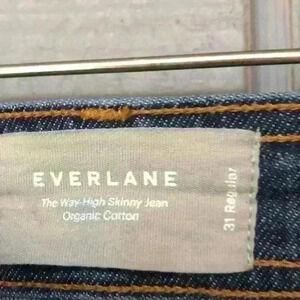 EVERLANE
The Way-High Skinny Jean
Organic Cotton
31 Regular